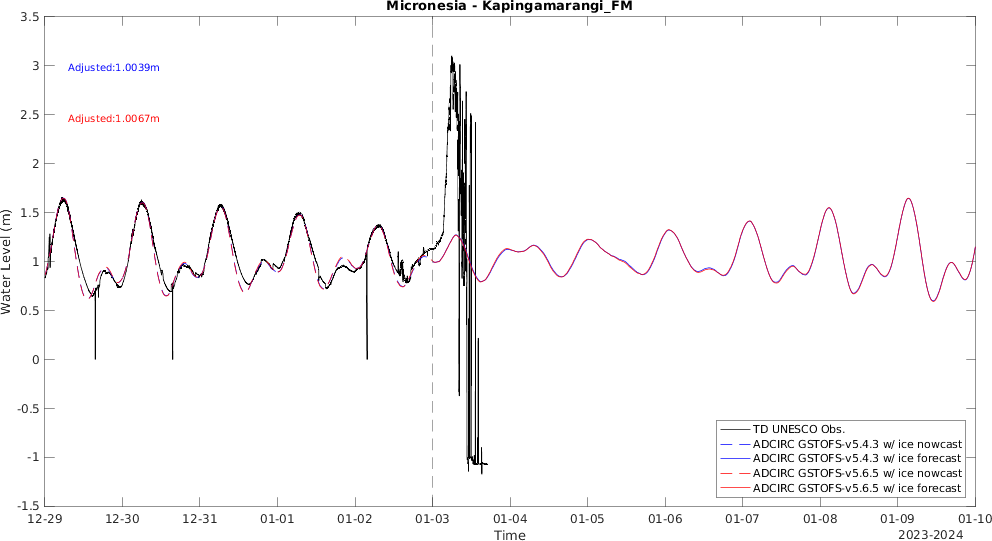 Micronesia - Kapingamarangi_FM
3.5
3
2.5
2
1.5
1
0.5
0
-0.5
-1
-1.5
Water Level (m)
Adjusted:1.0039m
Adjusted:1.0067m
TD UNESCO Obs.
ADCIRC GSTOFS-v5.4.3 w/ ice nowcast
ADCIRC GSTOFS-v5.4.3 w/ ice forecast
ADCIRC GSTOFS-v5.6.5 w/ ice nowcast
ADCIRC GSTOFS-v5.6.5 w/ ice forecast
12-29 12-30 12-31 01-01 01-02 01-03 01-04 01-05 01-06 01-07 01-08 01-09 01-10
Time
2023-2024